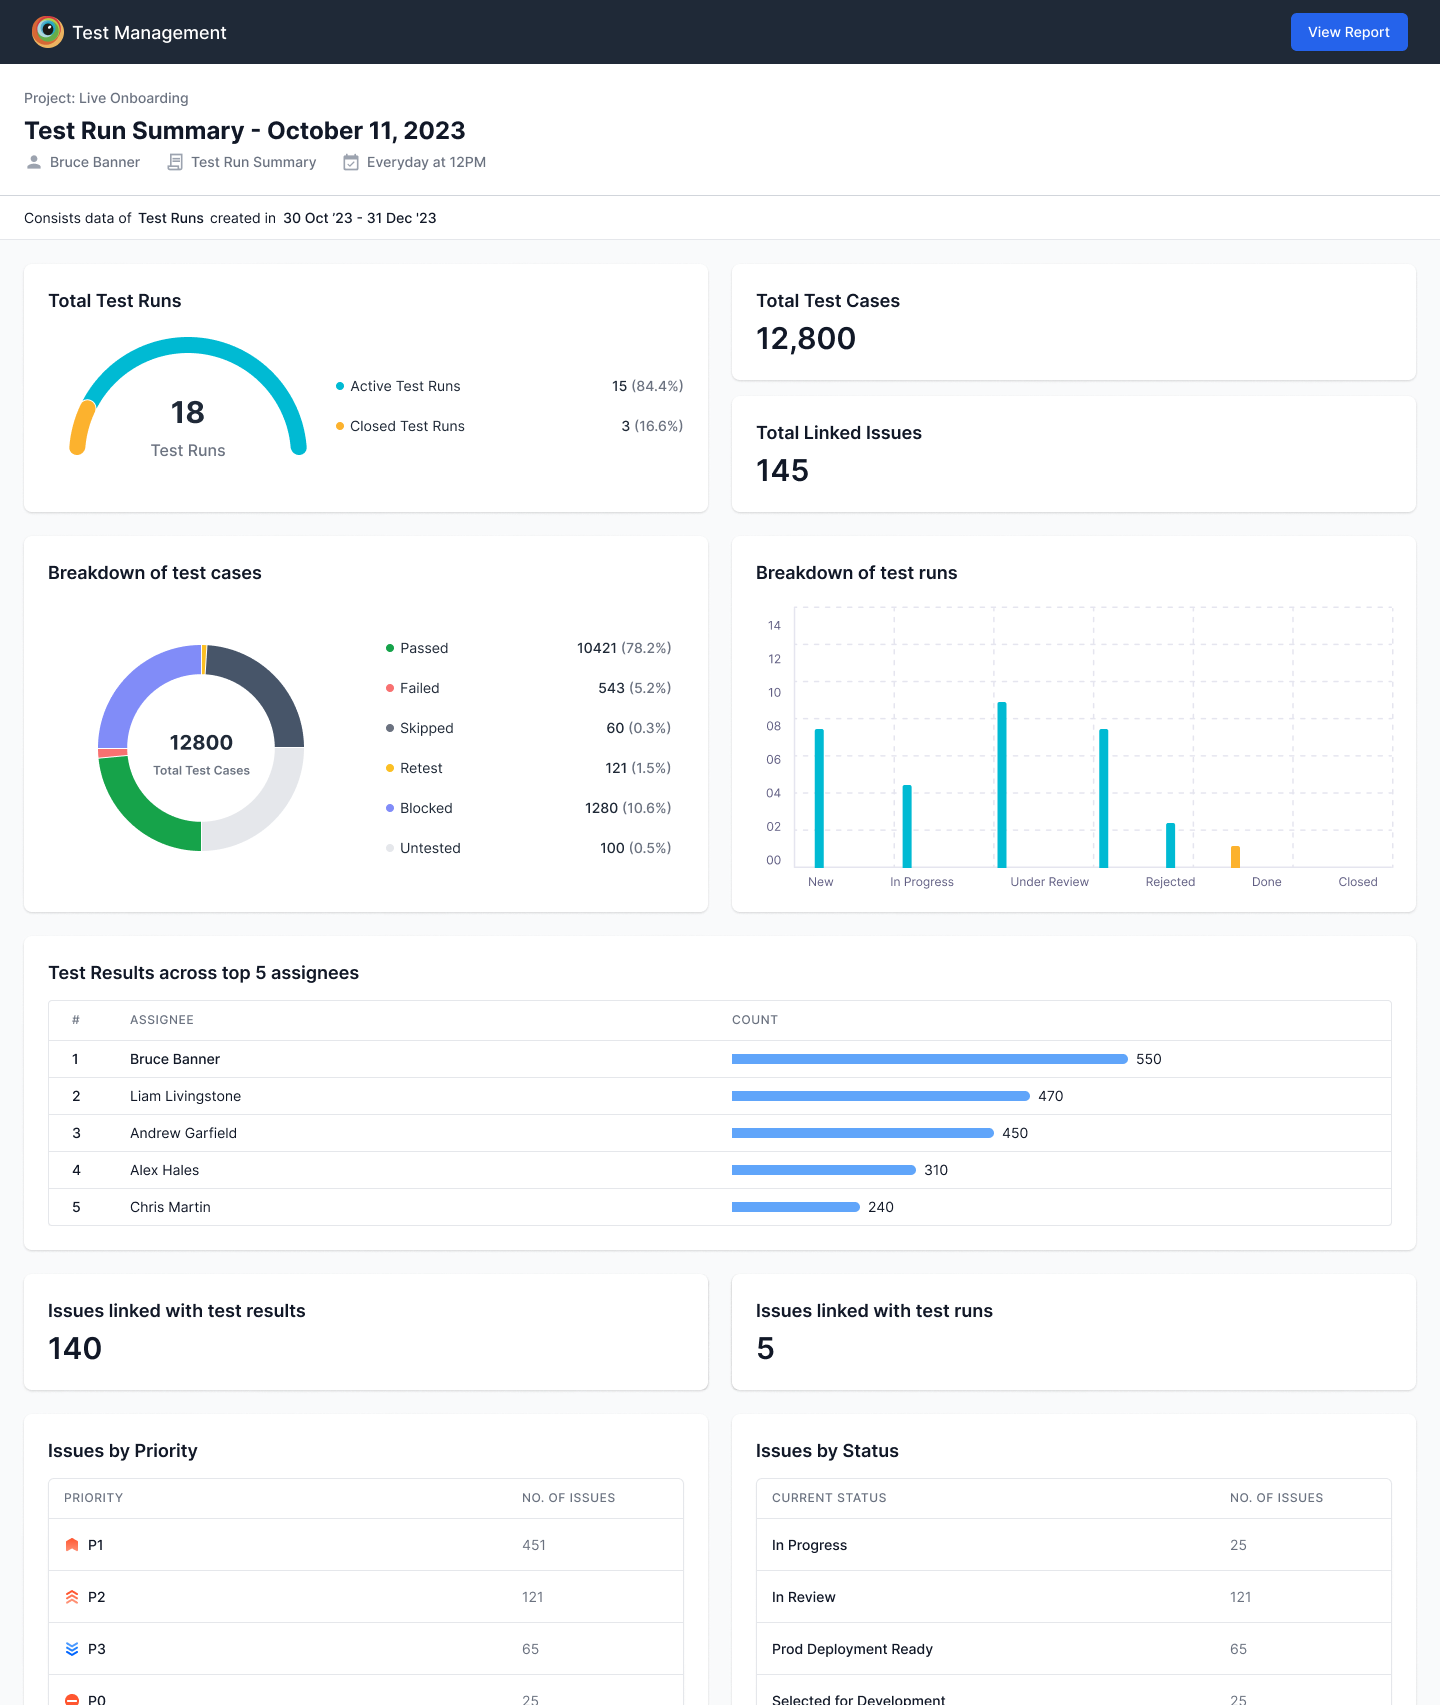 Test Management
View Report
Project: Live Onboarding
Test Run Summary - October 11, 2023
Bruce Banner
Test Run Summary
Everyday at 12PM
Consists data of Test Runs created in 30 Oct '23 - 31 Dec '23
Total Test Runs
18
Test Runs
Active Test Runs 15 (84.4%)
Closed Test Runs 3 (16.6%)
Total Test Cases
12,800
Total Linked Issues
145
Breakdown of test cases
12800
Total Test Cases
Passed 10421 (78.2%)
Failed 543 (5.2%)
Skipped 60 (0.3%)
Retest 121 (1.5%)
Blocked 1280 (10.6%)
Untested 100 (0.5%)
Breakdown of test runs
14
12
10
08
06
04
02
00
New In Progress Under Review Rejected Done Closed
Test Results across top 5 assignees
# ASSIGNEE COUNT
1 Bruce Banner 550
2 Liam Livingstone 470
3 Andrew Garfield 450
4 Alex Hales 310
5 Chris Martin 240
Issues linked with test results
140
Issues linked with test runs
5
Issues by Priority
PRIORITY NO. OF ISSUES
P1 451
P2 121
P3 65
P0 25
Issues by Status
CURRENT STATUS NO. OF ISSUES
In Progress 25
In Review 121
Prod Deployment Ready 65
Selected for Development 25